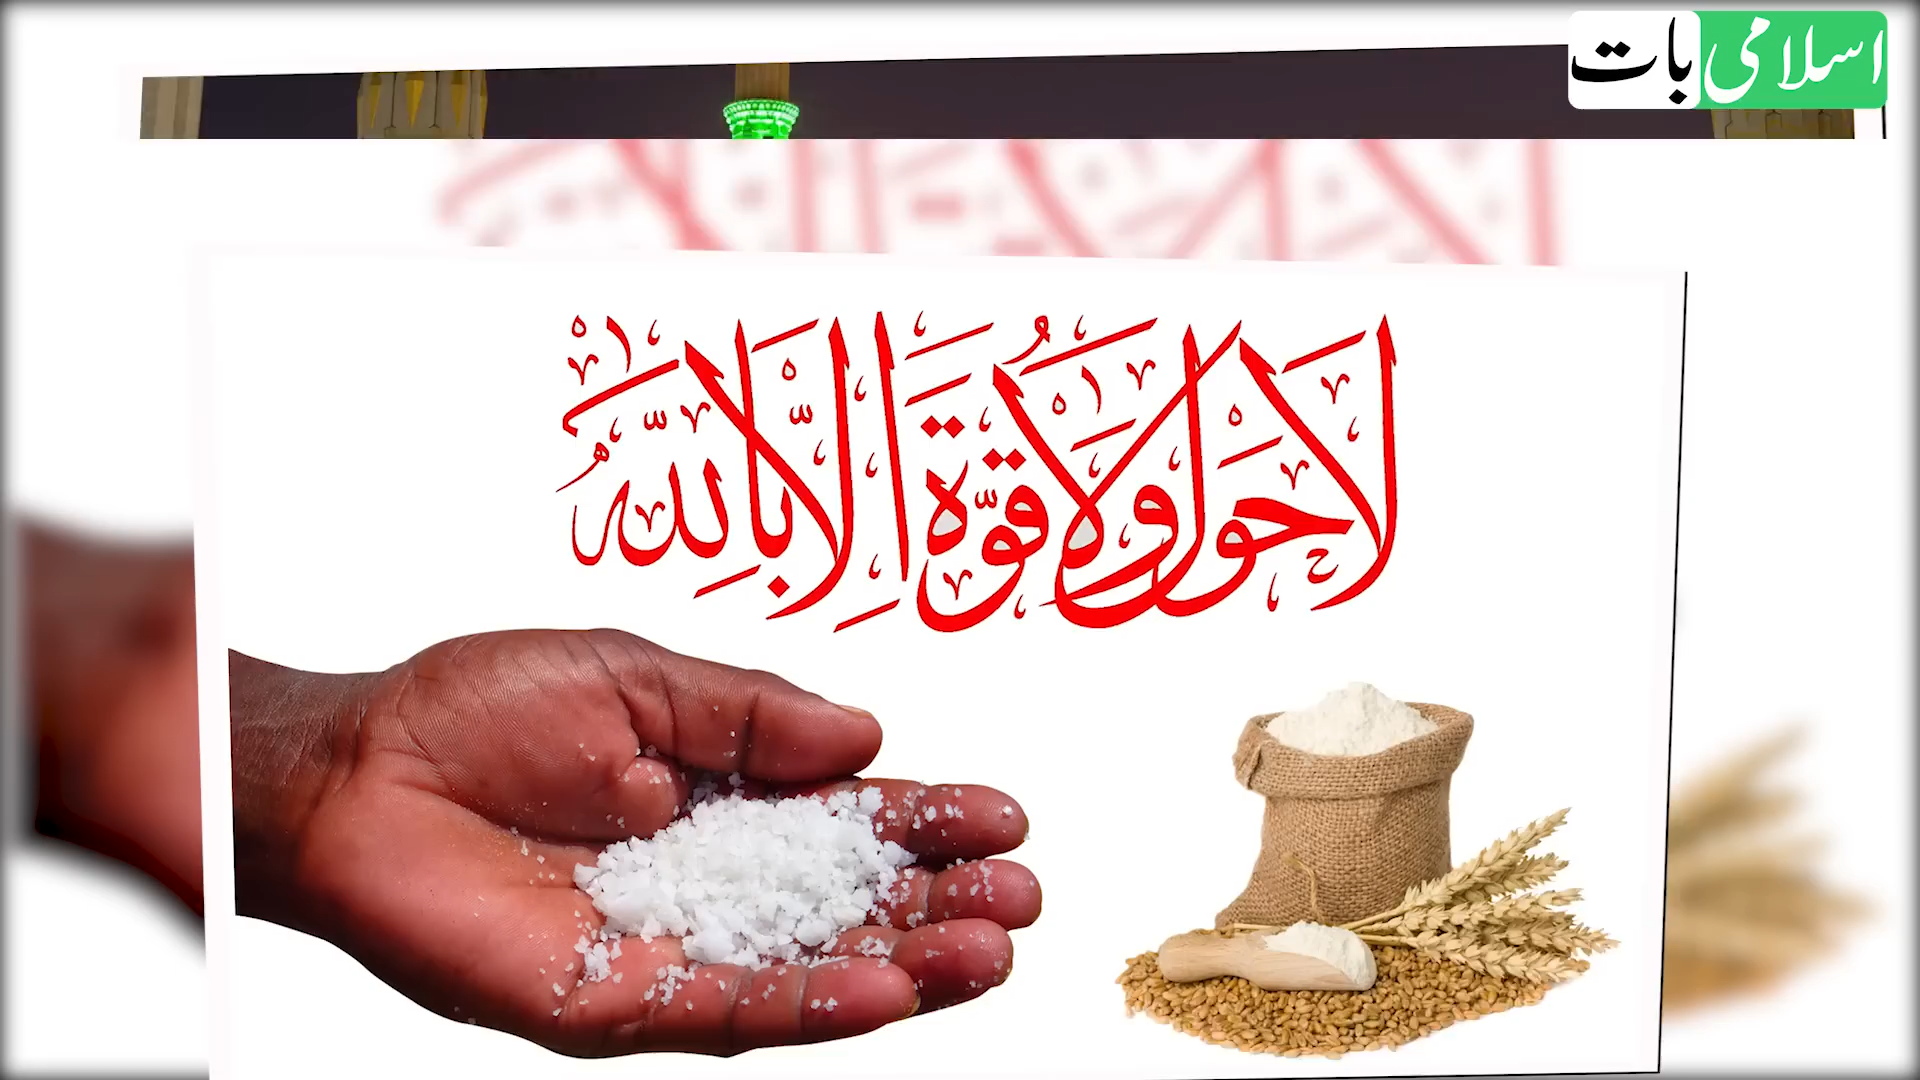 اسلامی بات
لَا حَوْلَ وَلَا قُوَّةَ اِلَّا بِاللّٰهِ